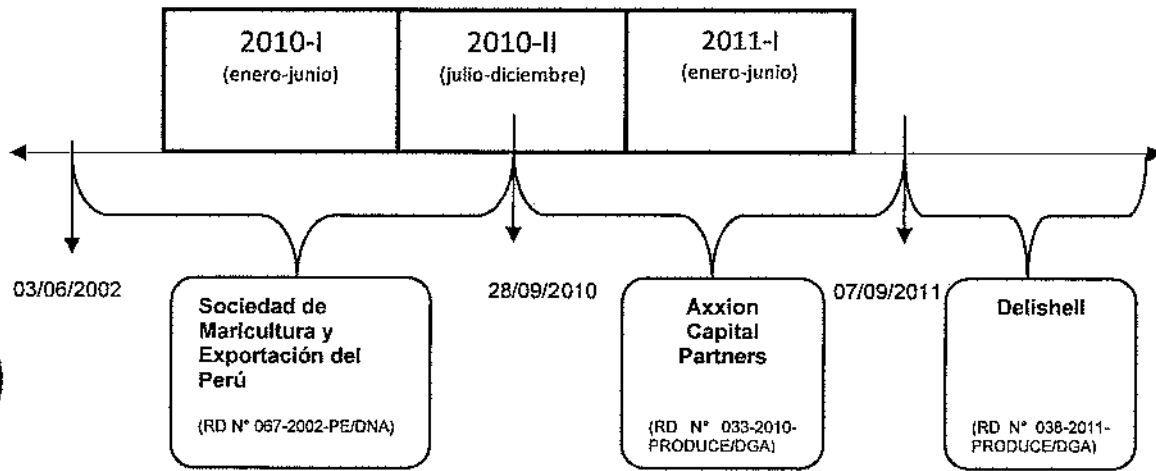 2010-I
(enero-junio)
2010-II
(julio-diciembre)
2011-I
(enero-junio)
03/06/2002
28/09/2010
07/09/2011
Sociedad de
Maricultura y
Exportación del
Perú
(RD N° 067-2002-PE/DNA)
Axxion
Capital
Partners
(RD N° 033-2010-
PRODUCE/DGA)
Delishell
(RD N° 038-2011-
PRODUCE/DGA)